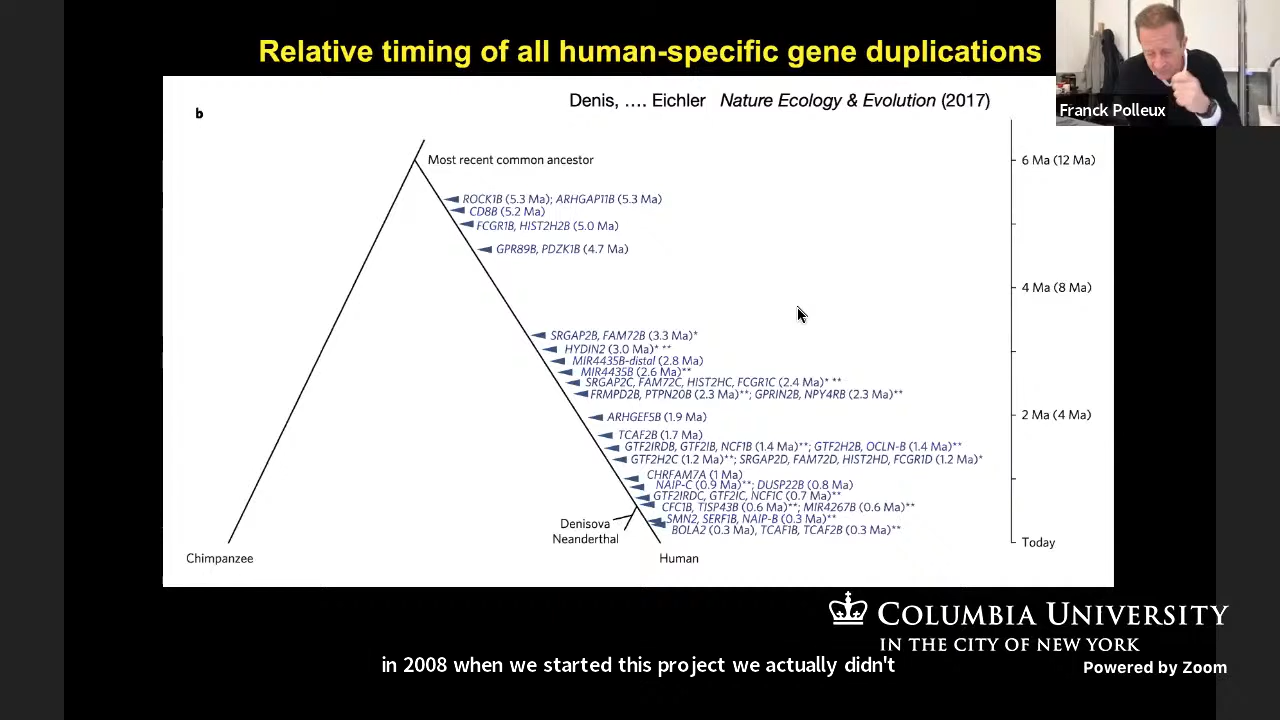 Relative timing of all human-specific gene duplications
Franck Polleux
Denis, .... Eichler Nature Ecology & Evolution (2017)
b
Most recent common ancestor
6 Ma (12 Ma)
ROCK1B (5.3 Ma); ARHGAP11B (5.3 Ma)
CD8B (5.2 Ma)
FCGR1B, HIST2H2B (5.0 Ma)
GPR89B, PDZK1B (4.7 Ma)
4 Ma (8 Ma)
SRGAP2B, FAM72B (3.3 Ma)*
HYDIN2 (3.0 Ma)* **
MIR4435B-distal (2.8 Ma)
MIR4435B (2.6 Ma)**
SRGAP2C, FAM72C, HIST2HC, FCGR1C (2.4 Ma)* **
FRMPD2B, PTPN20B (2.3 Ma)**; GPRIN2B, NPY4RB (2.3 Ma)**
ARHGEF5B (1.9 Ma)
2 Ma (4 Ma)
TCAF2B (1.7 Ma)
GTF2IRDB, GTF2IB, NCF1B (1.4 Ma)**; GTF2H2B, OCLN-B (1.4 Ma)**
GTF2H2C (1.2 Ma)**; SRGAP2D, FAM72D, HIST2HD, FCGR1D (1.2 Ma)*
CHRFAM7A (1 Ma)
NAIP-C (0.9 Ma)**; DUSP22B (0.8 Ma)
GTF2IRDC, GTF2IC, NCF1C (0.7 Ma)**
CFC1B, TISP43B (0.6 Ma)**; MIR4267B (0.6 Ma)**
SMN2, SERF1B, NAIP-B (0.3 Ma)**
BOLA2 (0.3 Ma), TCAF1B, TCAF2B (0.3 Ma)**
Denisova
Neanderthal
Today
Chimpanzee
Human
COLUMBIA UNIVERSITY
IN THE CITY OF NEW YORK
in 2008 when we started this project we actually didn't
Powered by Zoom